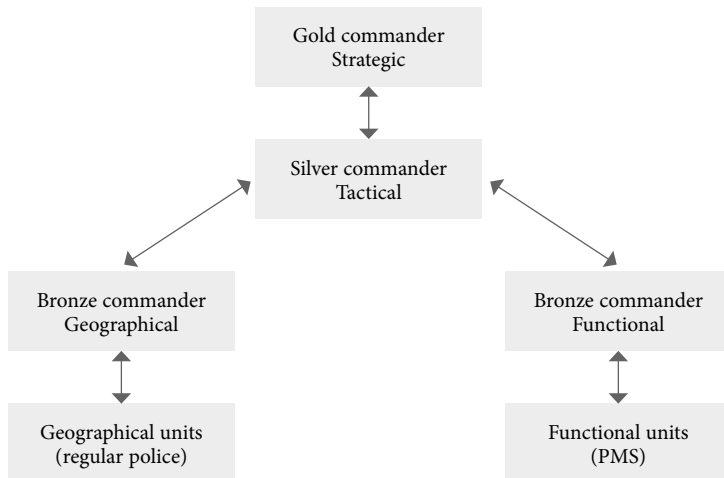 Gold commander
Strategic
Silver commander
Tactical
Bronze commander
Geographical
Bronze commander
Functional
Geographical units
(regular police)
Functional units
(PMS)